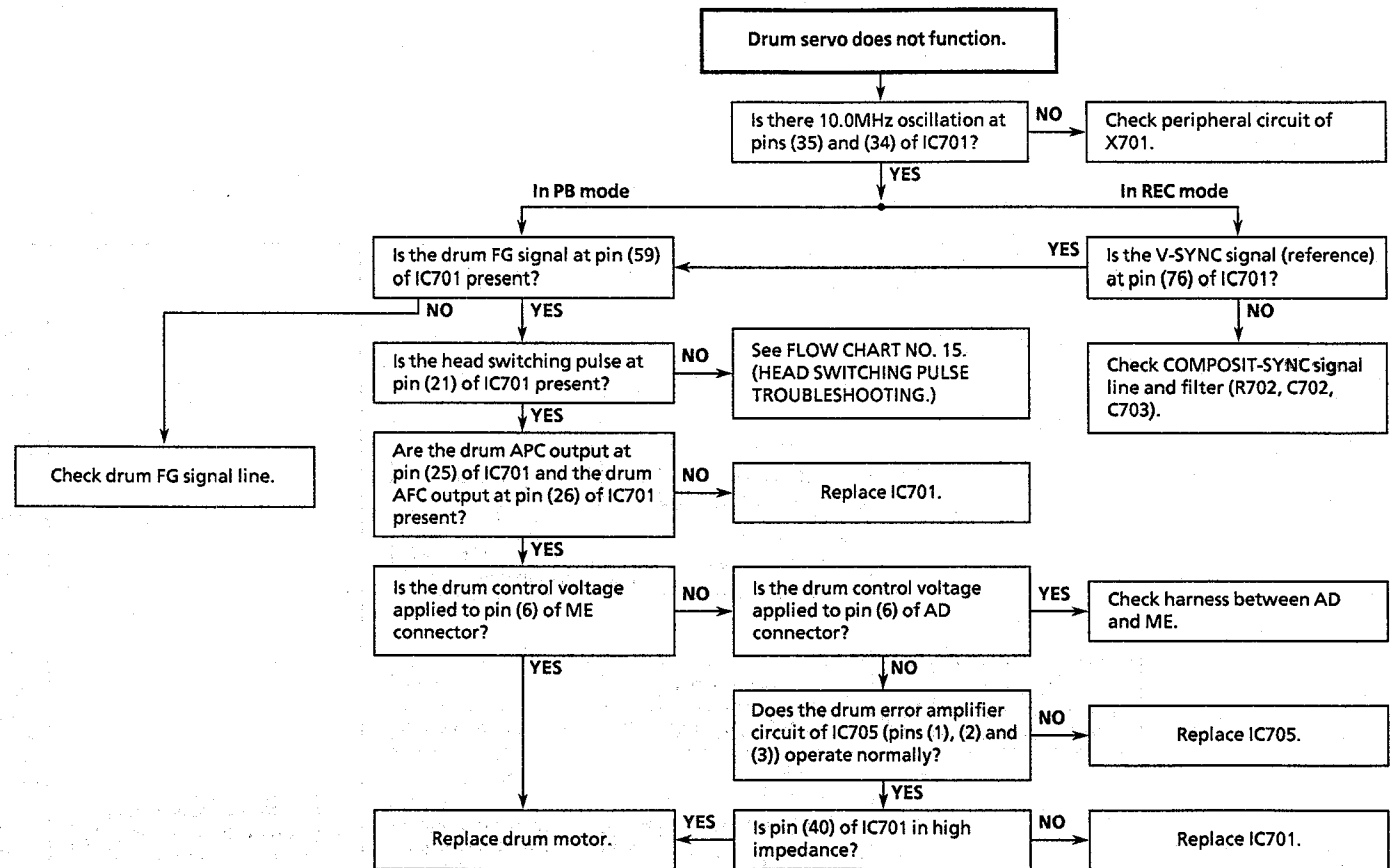 Drum servo does not function.
Is there 10.0MHz oscillation at
pins (35) and (34) of IC701?
NO
Check peripheral circuit of
X701.
YES
In PB mode
In REC mode
Is the drum FG signal at pin (59)
of IC701 present?
YES
Is the V-SYNC signal (reference)
at pin (76) of IC701?
NO
YES
NO
Is the head switching pulse at
pin (21) of IC701 present?
NO
See FLOW CHART NO. 15.
(HEAD SWITCHING PULSE
TROUBLESHOOTING.)
Check COMPOSIT-SYNC signal
line and filter (R702, C702,
C703).
YES
Check drum FG signal line.
Are the drum APC output at
pin (25) of IC701 and the drum
AFC output at pin (26) of IC701
present?
NO
Replace IC701.
YES
Is the drum control voltage
applied to pin (6) of ME
connector?
NO
Is the drum control voltage
applied to pin (6) of AD
connector?
YES
Check harness between AD
and ME.
YES
NO
Does the drum error amplifier
circuit of IC705 (pins (1), (2) and
(3)) operate normally?
NO
Replace IC705.
YES
Replace drum motor.
YES
Is pin (40) of IC701 in high
impedance?
NO
Replace IC701.